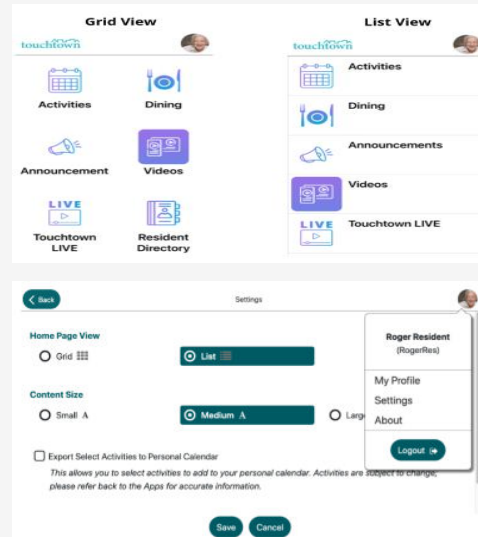 Grid View
touchtown
Activities
Dining
Announcement
Videos
LIVE
Touchtown
LIVE
Resident
Directory
List View
touchtown
Activities
Dining
Announcements
Videos
LIVE
Touchtown LIVE
Back
Settings
Home Page View
Grid
List
Content Size
Small A
Medium A
Export Select Activities to Personal Calendar
This allows you to select activities to add to your personal calendar. Activities are subject to change,
please refer back to the Apps for accurate information.
Save
Cancel
Roger Resident
(RogerRes)
My Profile
Settings
About
Logout